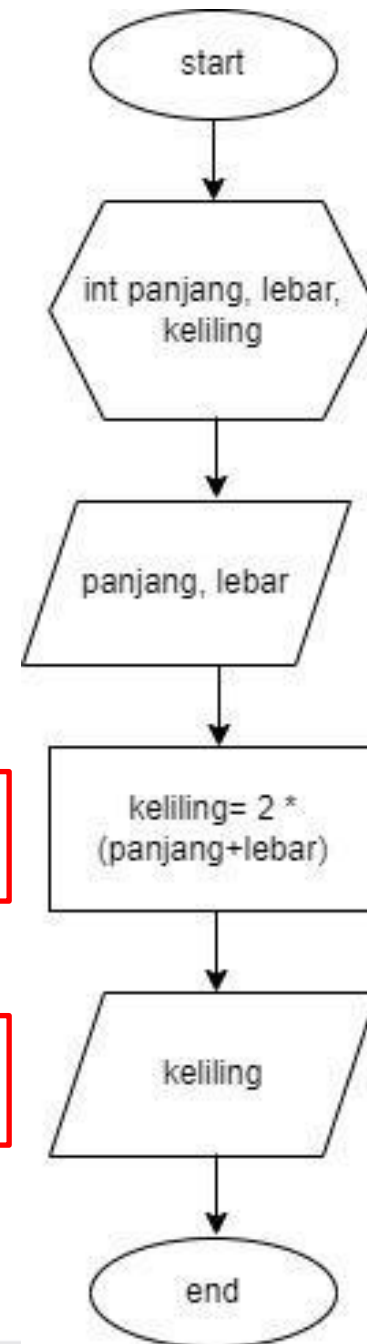 start
int panjang, lebar,
keliling
panjang, lebar
keliling= 2 *
(panjang+lebar)
keliling
end